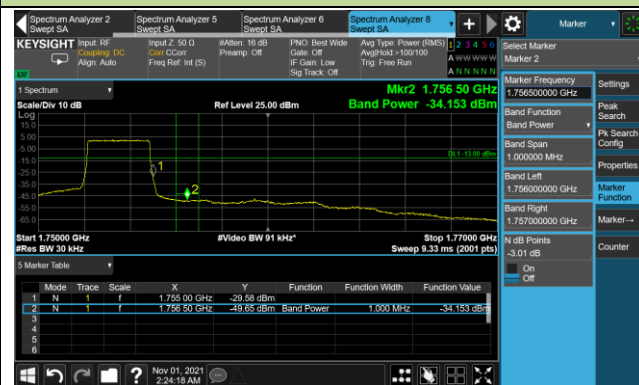 Spectrum Analyzer 2
Swept SA
Spectrum Analyzer 5
Swept SA
Spectrum Analyzer 6
Swept SA
Spectrum Analyzer 8
Swept SA
Marker
KEYSIGHT
Input: RF
Coupling: DC
Align: Auto
Input Z: 50 Ω
Corr CCorr
Freq Ref: Int (S)
#Atten: 16 dB
Preamp: Off
PNO: Best Wide
Gate: Off
IF Gain: Low
Sig Track: Off
Avg Type: Power (RMS)
Avg|Hold:>100/100
Trig: Free Run
1 2 3 4 5 6
A W W W W W
A N N N N N
Select Marker
Marker 2
1 Spectrum
Scale/Div 10 dB
Ref Level 25.00 dBm
Mkr2 1.756 50 GHz
Band Power -34.153 dBm
Log
15.0
5.00
-5.00
-15.0
-25.0
-35.0
-45.0
-55.0
-65.0
DL1 -13.00 dBm
1
2
Start 1.75000 GHz
#Res BW 30 kHz
#Video BW 91 kHz*
Stop 1.77000 GHz
Sweep 9.33 ms (2001 pts)
5 Marker Table
Mode Trace Scale X Y Function Function Width Function Value
1 N 1 f 1.755 00 GHz -29.58 dBm
2 N 1 f 1.756 50 GHz -49.65 dBm Band Power 1.000 MHz -34.153 dBm
3
4
5
6
Marker Frequency
1.756500000 GHz
Band Function
Band Power
Band Span
1.000000 MHz
Band Left
1.756000000 GHz
Band Right
1.757000000 GHz
N dB Points
-3.01 dB
On
Off
Settings
Peak
Search
Pk Search
Config
Properties
Marker
Function
Marker→
Counter
Nov 01, 2021
2:24:18 AM